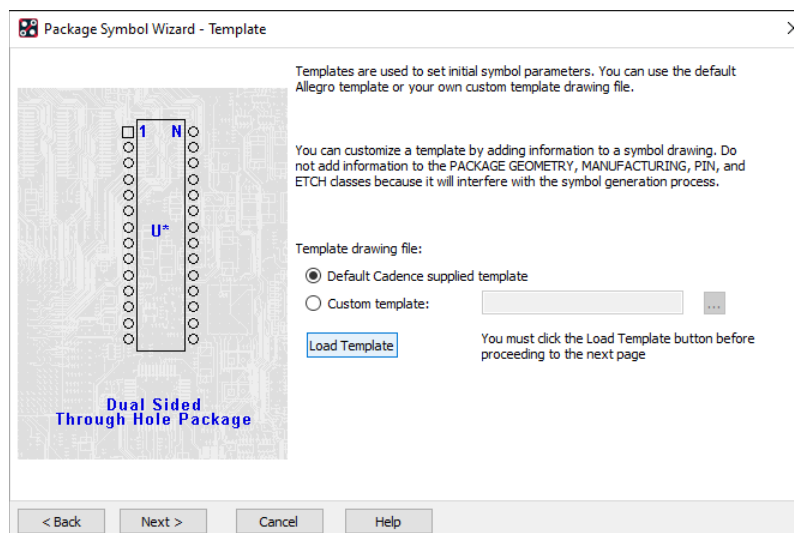 Package Symbol Wizard - Template
Templates are used to set initial symbol parameters. You can use the default
Allegro template or your own custom template drawing file.
You can customize a template by adding information to a symbol drawing. Do
not add information to the PACKAGE GEOMETRY, MANUFACTURING, PIN, and
ETCH classes because it will interfere with the symbol generation process.
1 N
U*
Dual Sided
Through Hole Package
Template drawing file:
Default Cadence supplied template
Custom template:
...
Load Template
You must click the Load Template button before
proceeding to the next page
< Back Next > Cancel Help